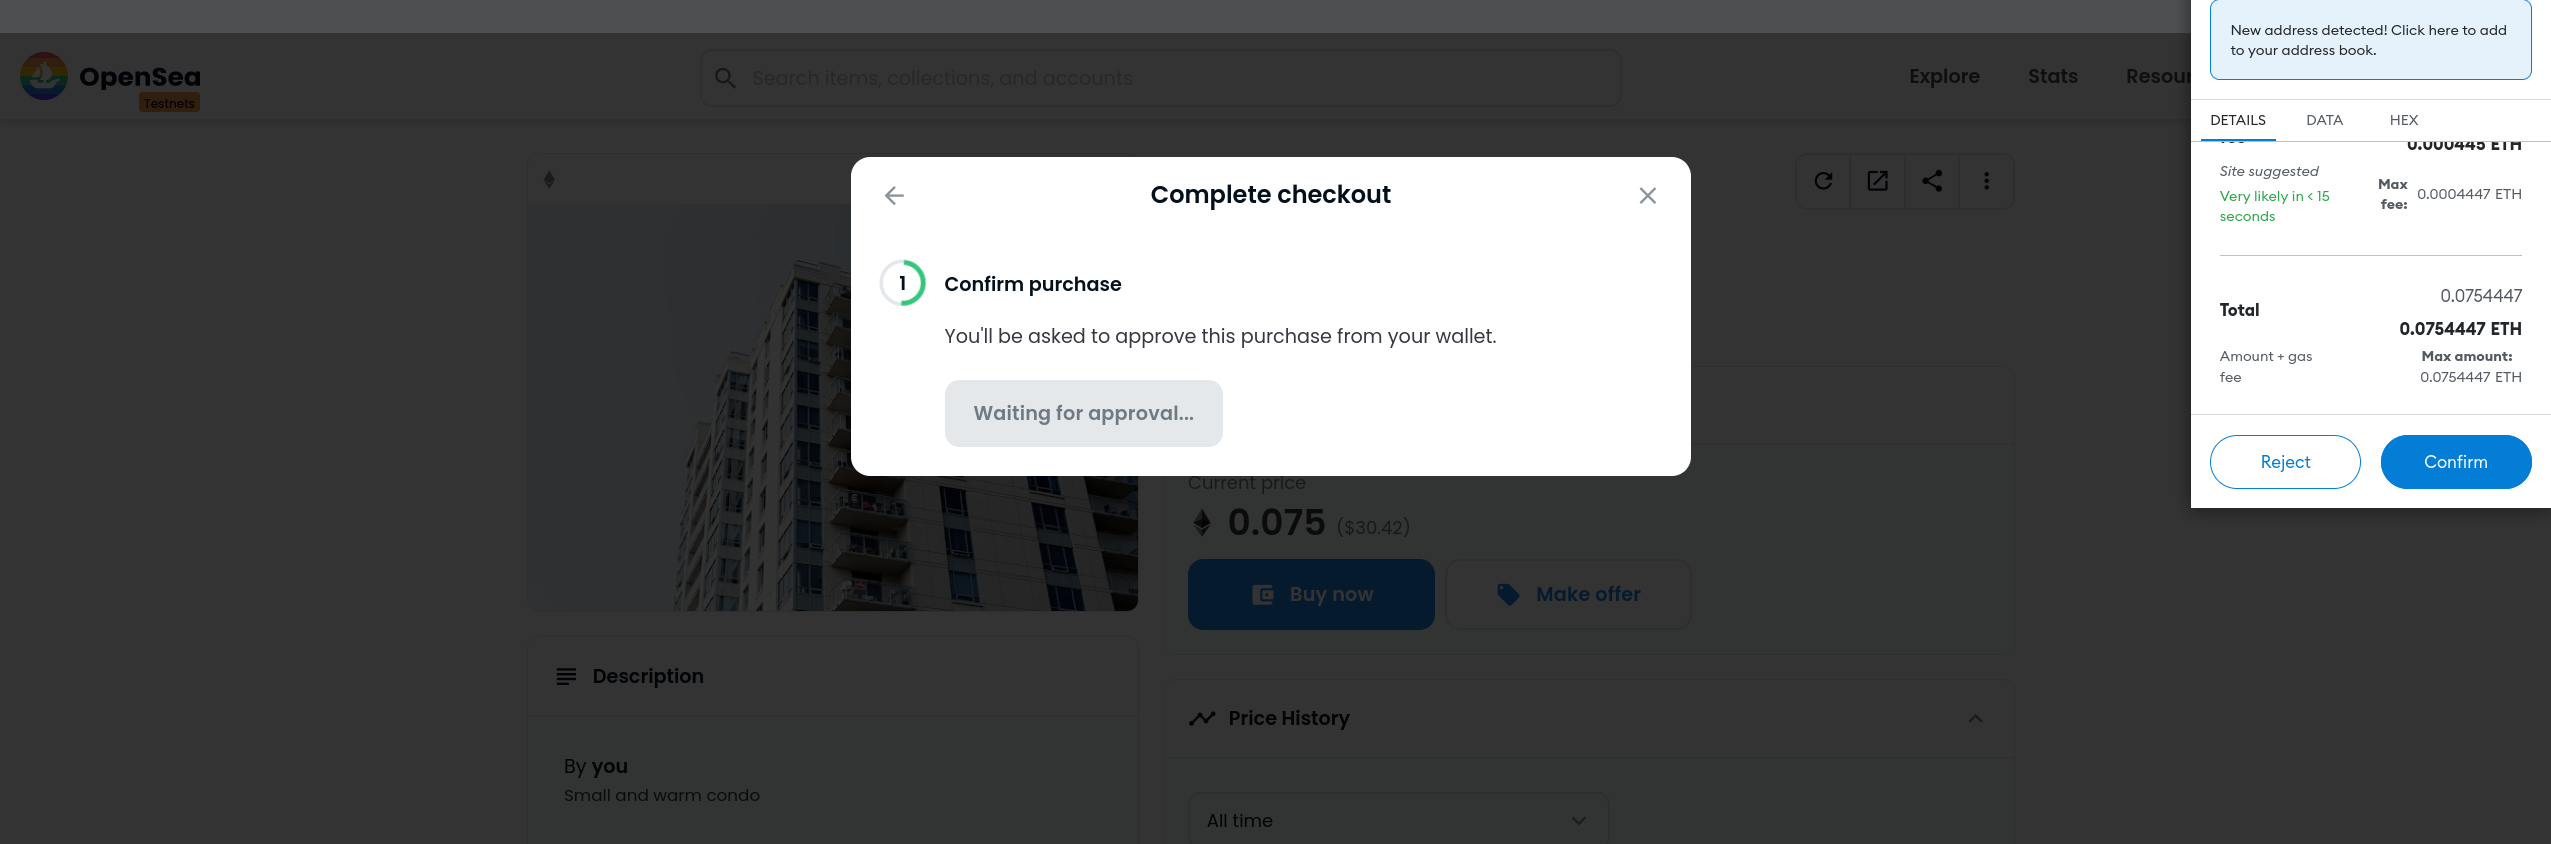 OpenSea
Testnets
Search items, collections, and accounts
Explore
Stats
New address detected! Click here to add
to your address book.
DETAILS
DATA
HEX
0.000445 ETH
Site suggested
Very likely in < 15
seconds
Max
fee:
0.0004447 ETH
Total
0.0754447
0.0754447 ETH
Amount + gas
fee
Max amount:
0.0754447 ETH
Reject
Confirm
Complete checkout
1
Confirm purchase
You'll be asked to approve this purchase from your wallet.
Waiting for approval...
Current price
0.075 ($30.42)
Buy now
Make offer
Description
By you
Small and warm condo
Price History
All time